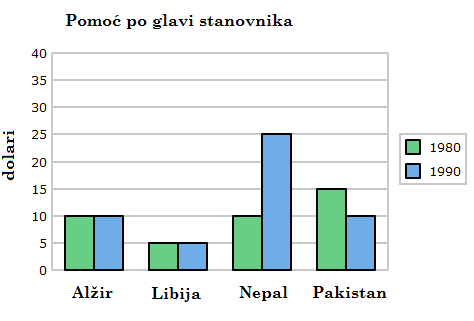 Pomoć po glavi stanovnika
dolari
40
35
30
25
20
15
10
5
0
Alžir
Libija
Nepal
Pakistan
1980
1990